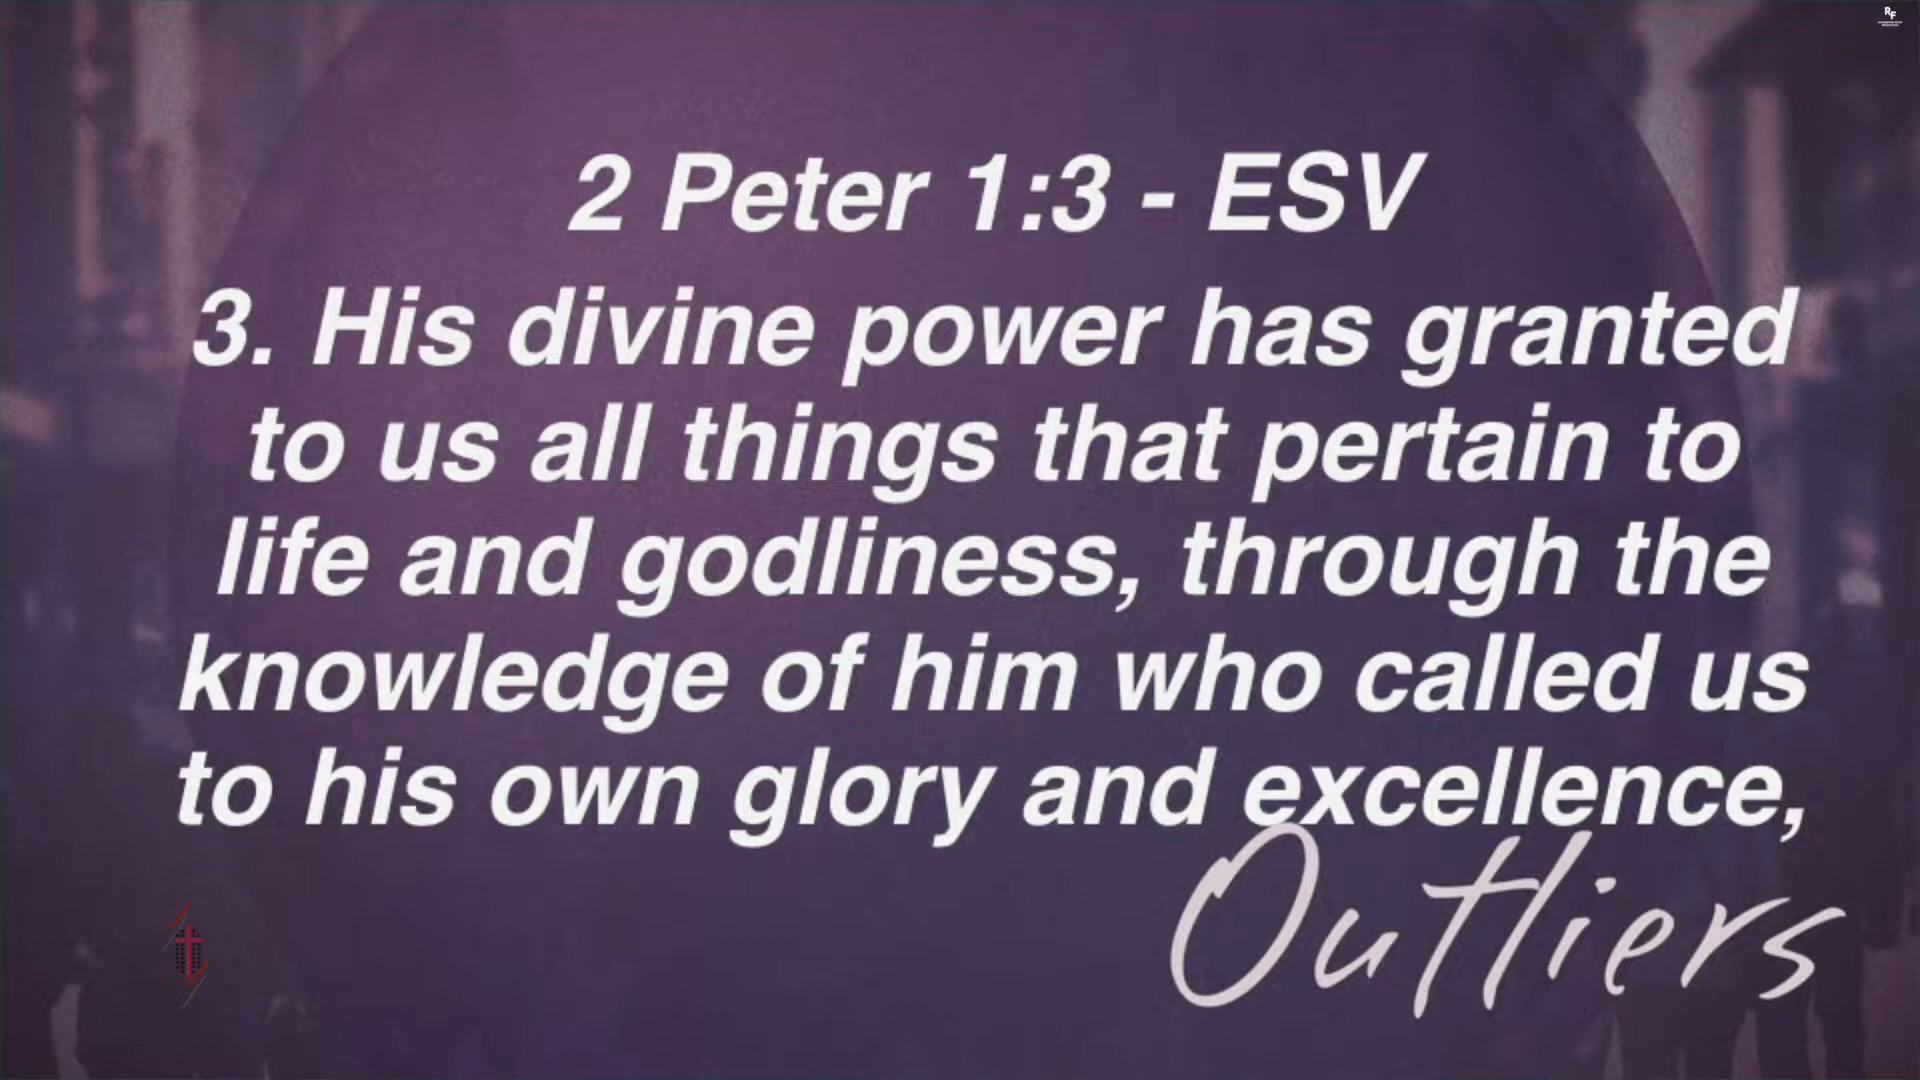 RF
2 Peter 1:3 - ESV
3. His divine power has granted
to us all things that pertain to
life and godliness, through the
knowledge of him who called us
to his own glory and excellence,
Outliers